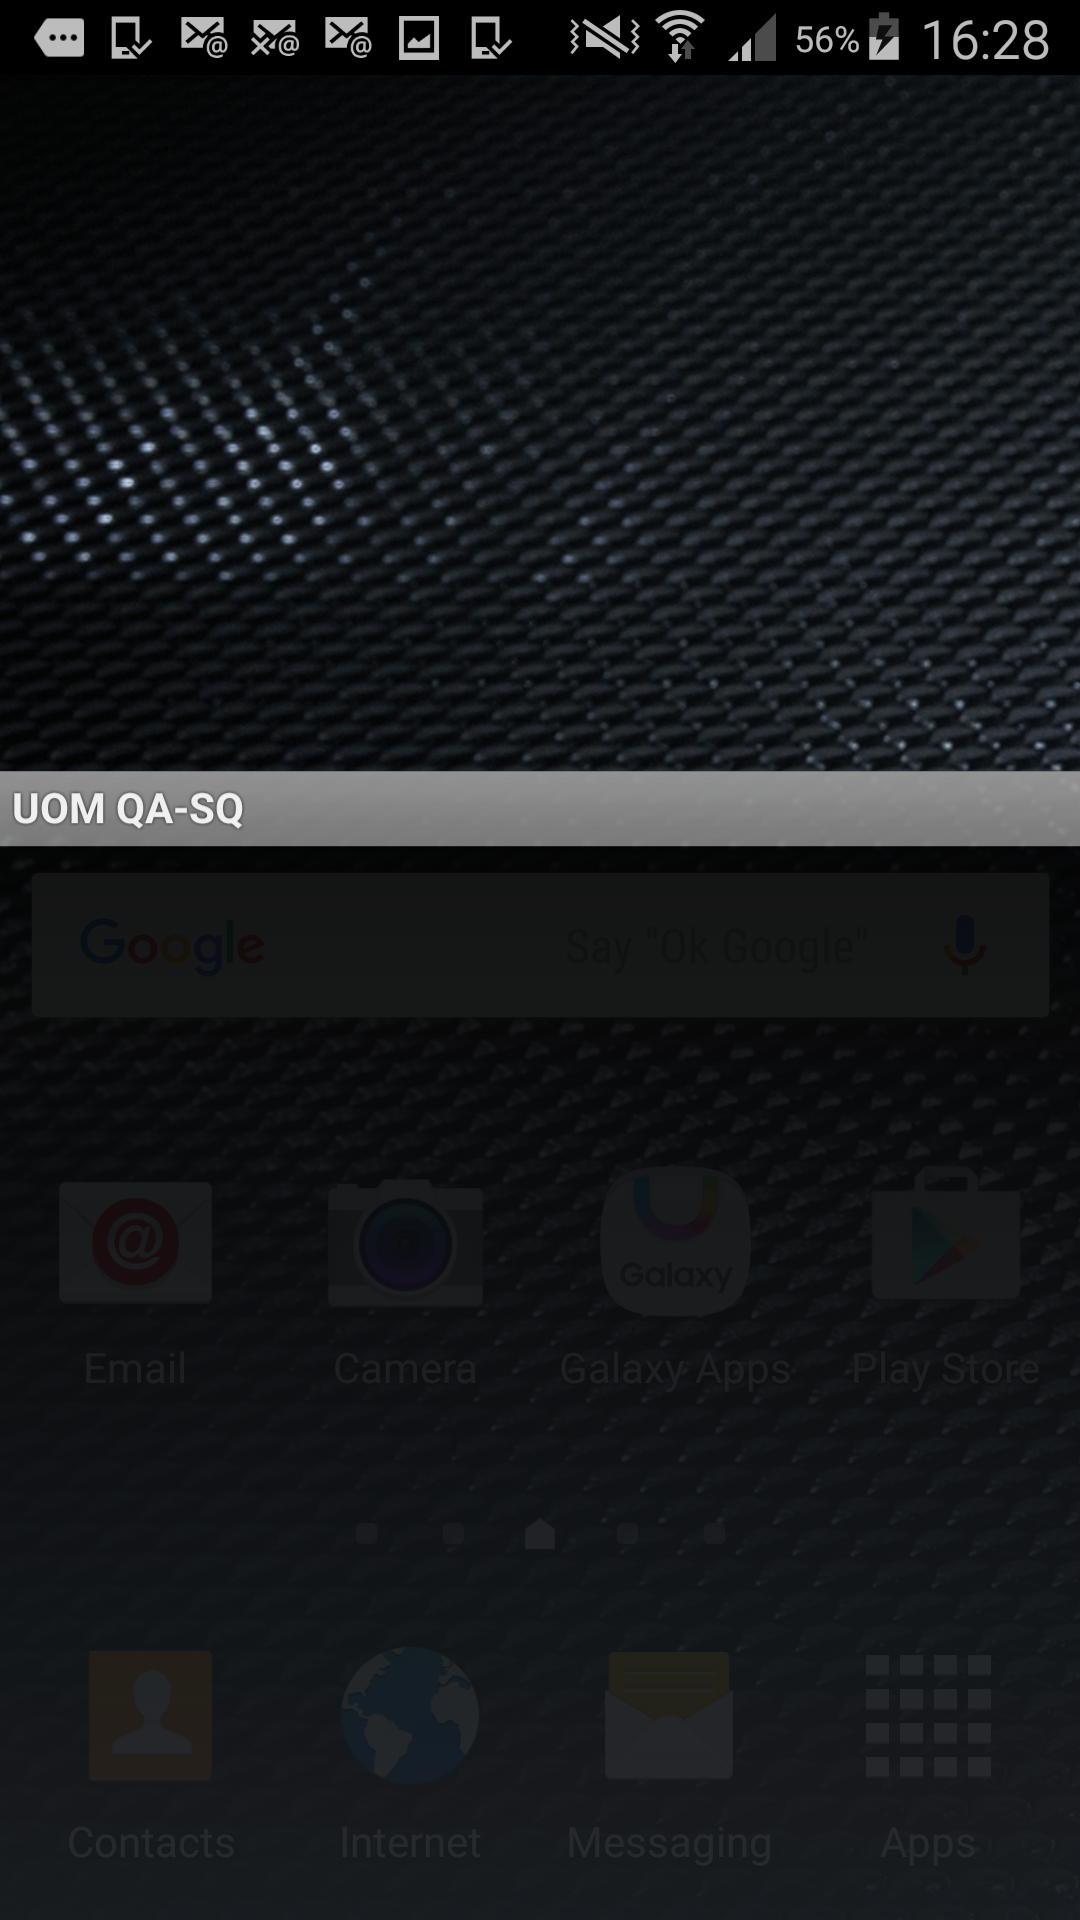 56% 16:28
UOM QA-SQ
Google Say "Ok Google"
Galaxy
Email Camera Galaxy Apps Play Store
Contacts Internet Messaging Apps